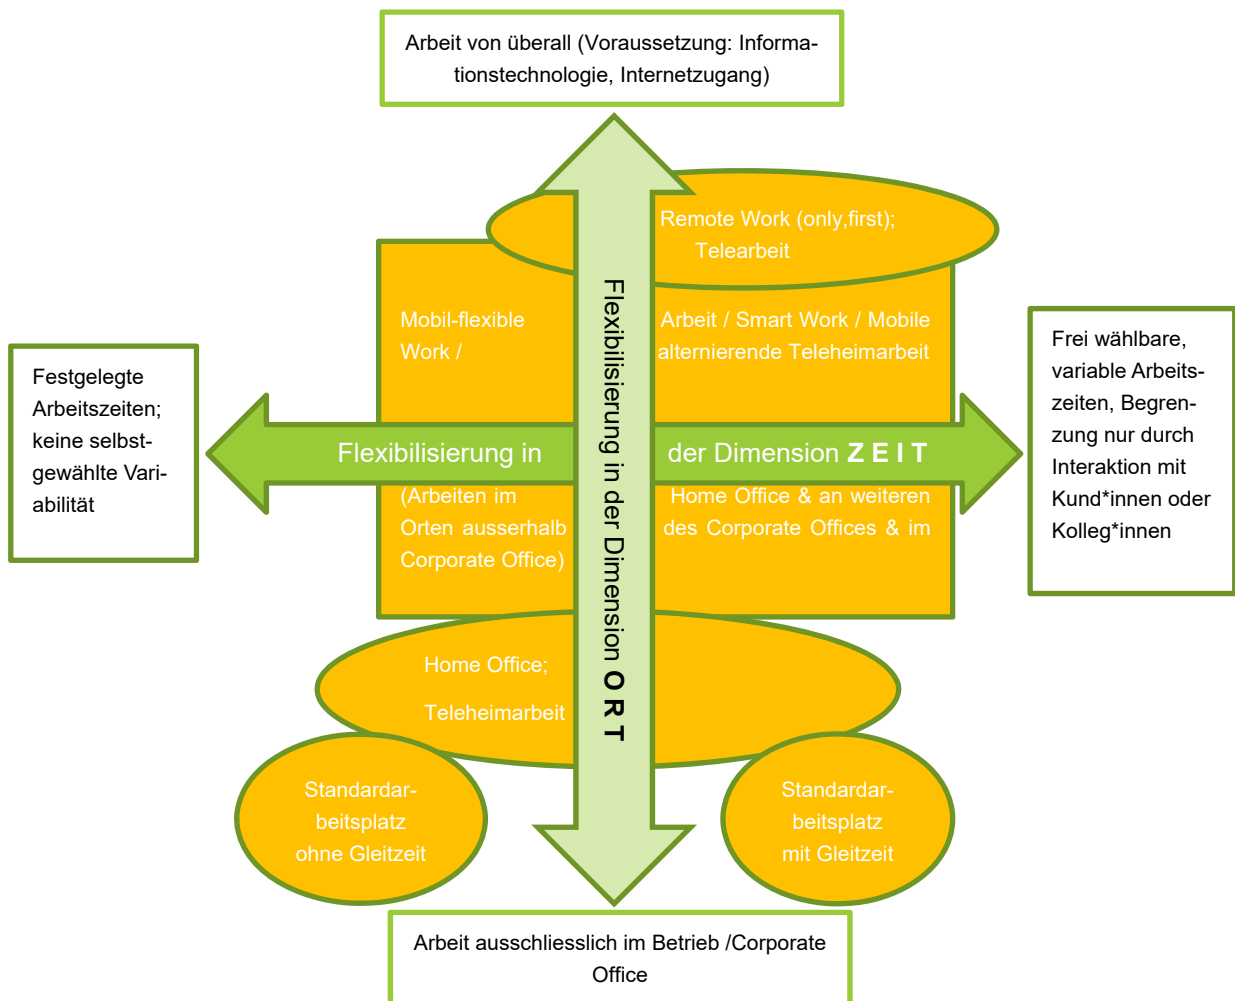 Arbeit von überall (Voraussetzung: Informa-
tionstechnologie, Internetzugang)
Remote Work (only,first);
Telearbeit
Mobil-flexible Arbeit / Smart Work / Mobile
Work / alternierende Teleheimarbeit
Festgelegte
Arbeitszeiten;
keine selbst-
gewählte Vari-
abilität
Flexibilisierung in der Dimension Z E I T
Flexibilisierung in der Dimension O R T
Frei wählbare,
variable Arbeits-
zeiten, Begren-
zung nur durch
Interaktion mit
Kund*innen oder
Kolleg*innen
(Arbeiten im Home Office & an weiteren
Orten ausserhalb des Corporate Offices & im
Corporate Office)
Home Office;
Teleheimarbeit
Standardar-
beitsplatz
ohne Gleitzeit
Standardar-
beitsplatz
mit Gleitzeit
Arbeit ausschliesslich im Betrieb /Corporate
Office